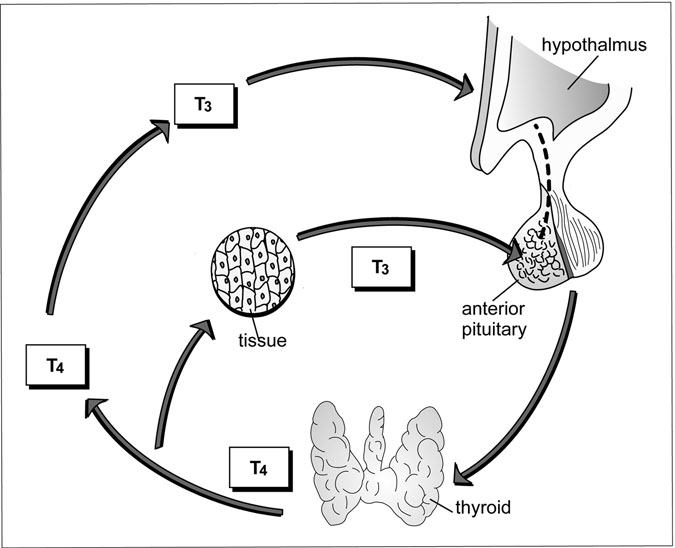 hypothalmus
T3
T3
anterior
pituitary
tissue
T4
T4
thyroid